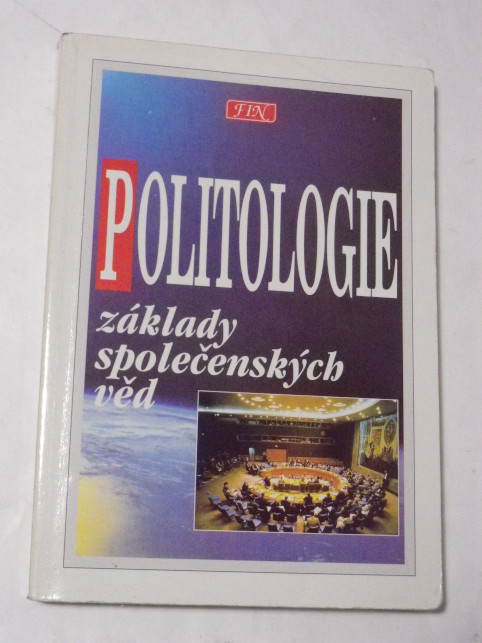 FIN
POLITOLOGIE
základy
společenských
věd